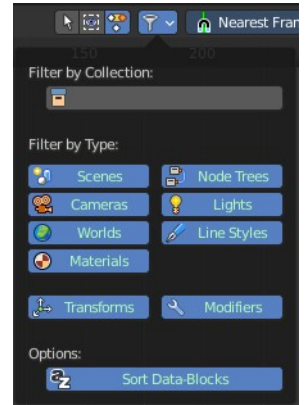 Nearest Fran
150 200
Filter by Collection:
Filter by Type:
Scenes Node Trees
Cameras Lights
Worlds Line Styles
Materials
Transforms Modifiers
Options:
Sort Data-Blocks